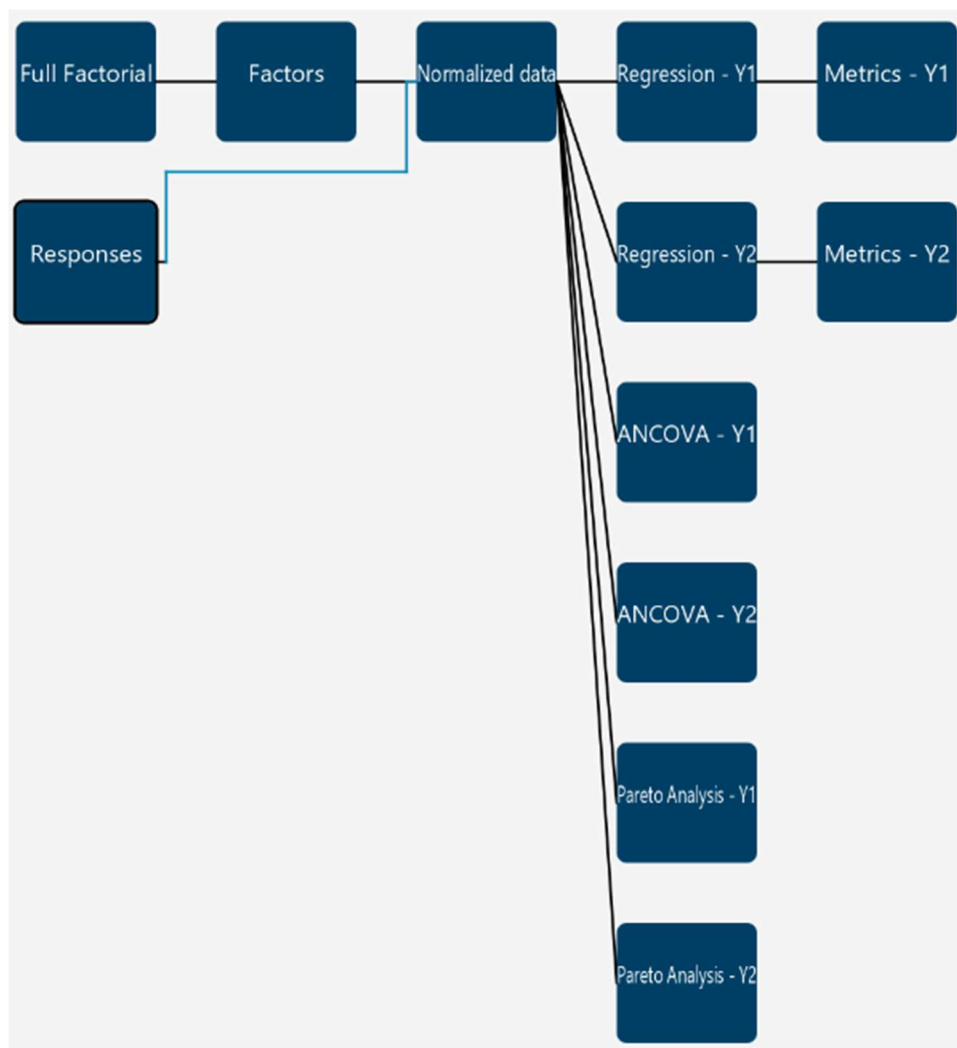 Full Factorial
Factors
Normalized data
Regression - Y1
Metrics - Y1
Responses
Regression - Y2
Metrics - Y2
ANCOVA - Y1
ANCOVA - Y2
Pareto Analysis - Y1
Pareto Analysis - Y2